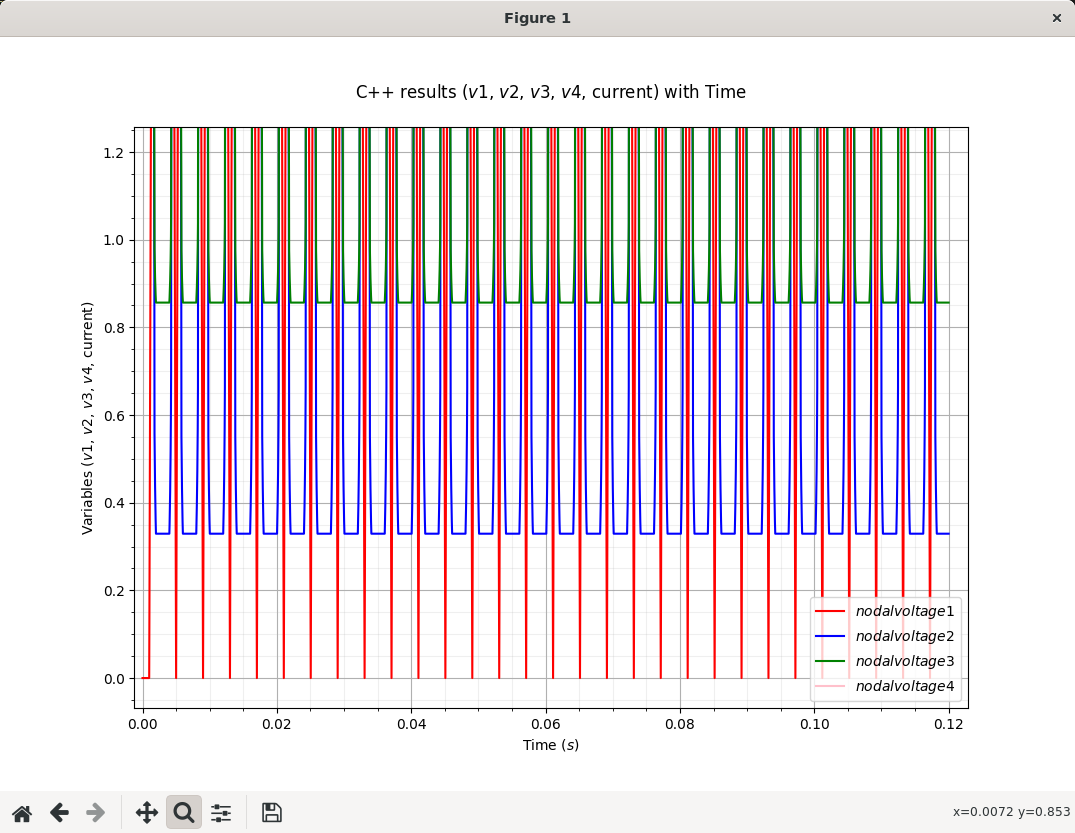 Figure 1
C++ results (v1, v2, v3, v4, current) with Time
Variables (v1, v2, v3, v4, current)
1.2
1.0
0.8
0.6
0.4
0.2
0.0
nodalvoltage1
nodalvoltage2
nodalvoltage3
nodalvoltage4
0.00 0.02 0.04 0.06 0.08 0.10 0.12
Time (s)
x=0.0072 y=0.853